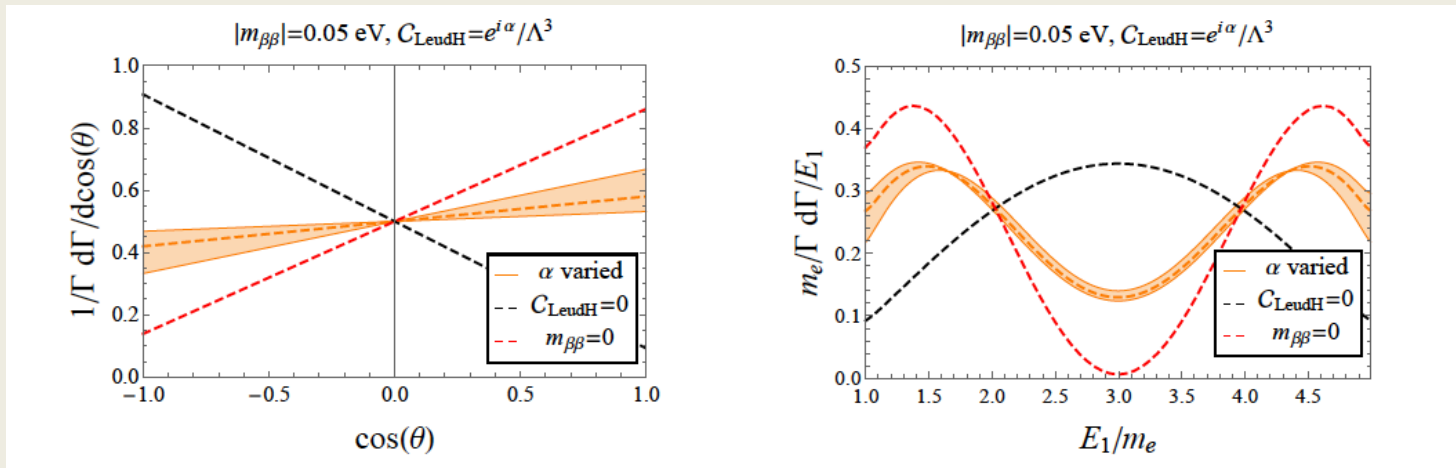 |m_ββ|=0.05 eV, C_LeudH=e^{iα}/Λ^3
1/Γ dΓ/dcos(θ)
1.0
0.8
0.6
0.4
0.2
0.0
α varied
C_LeudH=0
m_ββ=0
−1.0 −0.5 0.0 0.5 1.0
cos(θ)
|m_ββ|=0.05 eV, C_LeudH=e^{iα}/Λ^3
m_e/Γ dΓ/E_1
0.5
0.4
0.3
0.2
0.1
0.0
α varied
C_LeudH=0
m_ββ=0
1.0 1.5 2.0 2.5 3.0 3.5 4.0 4.5
E_1/m_e